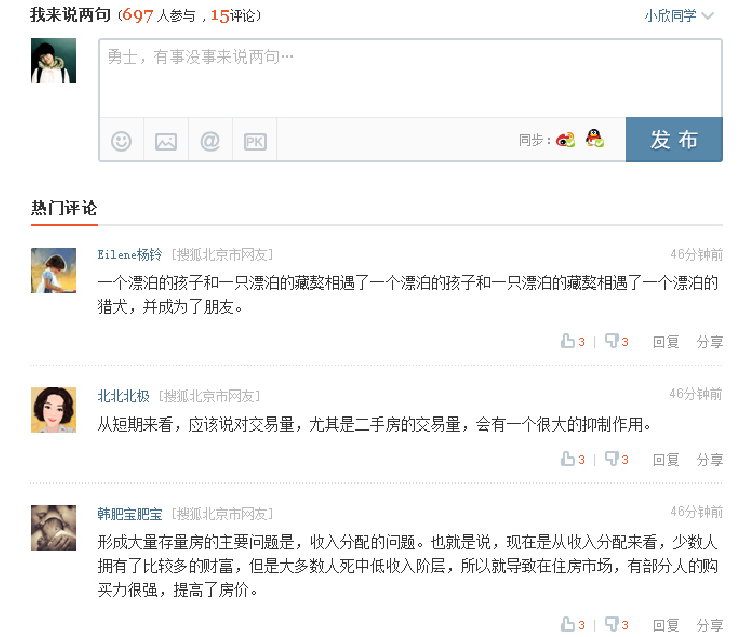 我来说两句 (697人参与 , 15评论) 小欣同学
勇士，有事没事来说两句…
@ PK 同步： 发布
热门评论
Eilene杨铃 [搜狐北京市网友] 46分钟前
一个漂泊的孩子和一只漂泊的藏獒相遇了一个漂泊的孩子和一只漂泊的藏獒相遇了一个漂泊的
猎犬，并成为了朋友。
3 | 3 回复 分享
北北北极 [搜狐北京市网友] 46分钟前
从短期来看，应该说对交易量，尤其是二手房的交易量，会有一个很大的抑制作用。
3 | 3 回复 分享
韩肥宝肥宝 [搜狐北京市网友] 46分钟前
形成大量存量房的主要问题是，收入分配的问题。也就是说，现在是从收入分配来看，少数人
拥有了比较多的财富，但是大多数人死中低收入阶层，所以就导致在住房市场，有部分人的购
买力很强，提高了房价。
3 | 3 回复 分享